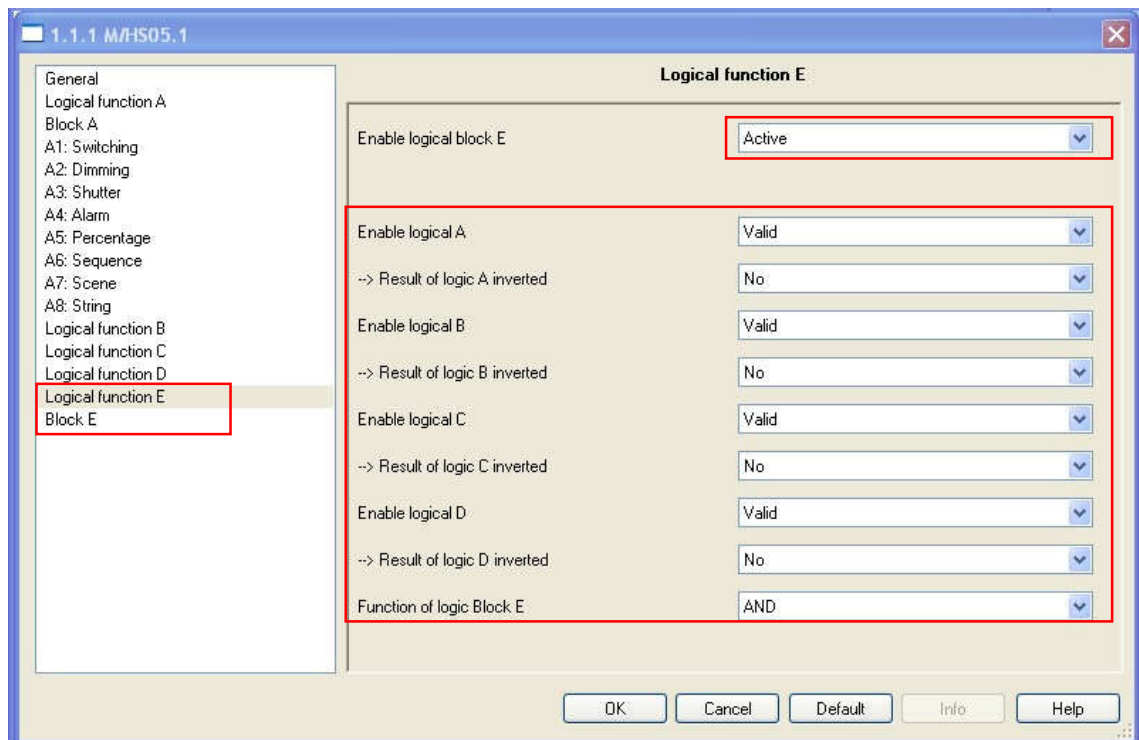 1.1.1 M/HS05.1
General
Logical function A
Block A
A1: Switching
A2: Dimming
A3: Shutter
A4: Alarm
A5: Percentage
A6: Sequence
A7: Scene
A8: String
Logical function B
Logical function C
Logical function D
Logical function E
Block E
Logical function E
Enable logical block E Active
Enable logical A Valid
--> Result of logic A inverted No
Enable logical B Valid
--> Result of logic B inverted No
Enable logical C Valid
--> Result of logic C inverted No
Enable logical D Valid
--> Result of logic D inverted No
Function of logic Block E AND
OK Cancel Default Info Help